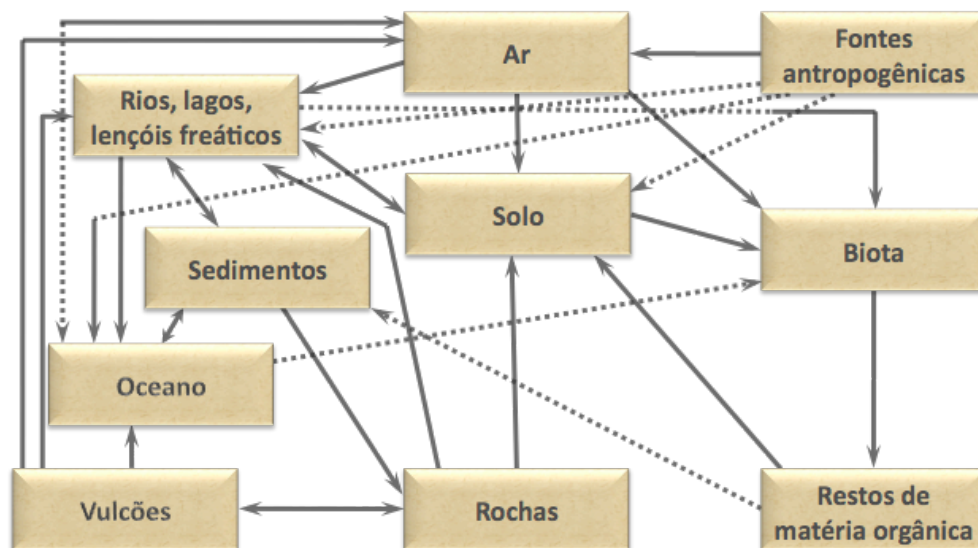 Ar
Fontes
antropogênicas
Rios, lagos,
lençóis freáticos
Solo
Biota
Sedimentos
Oceano
Vulcões
Rochas
Restos de
matéria orgânica